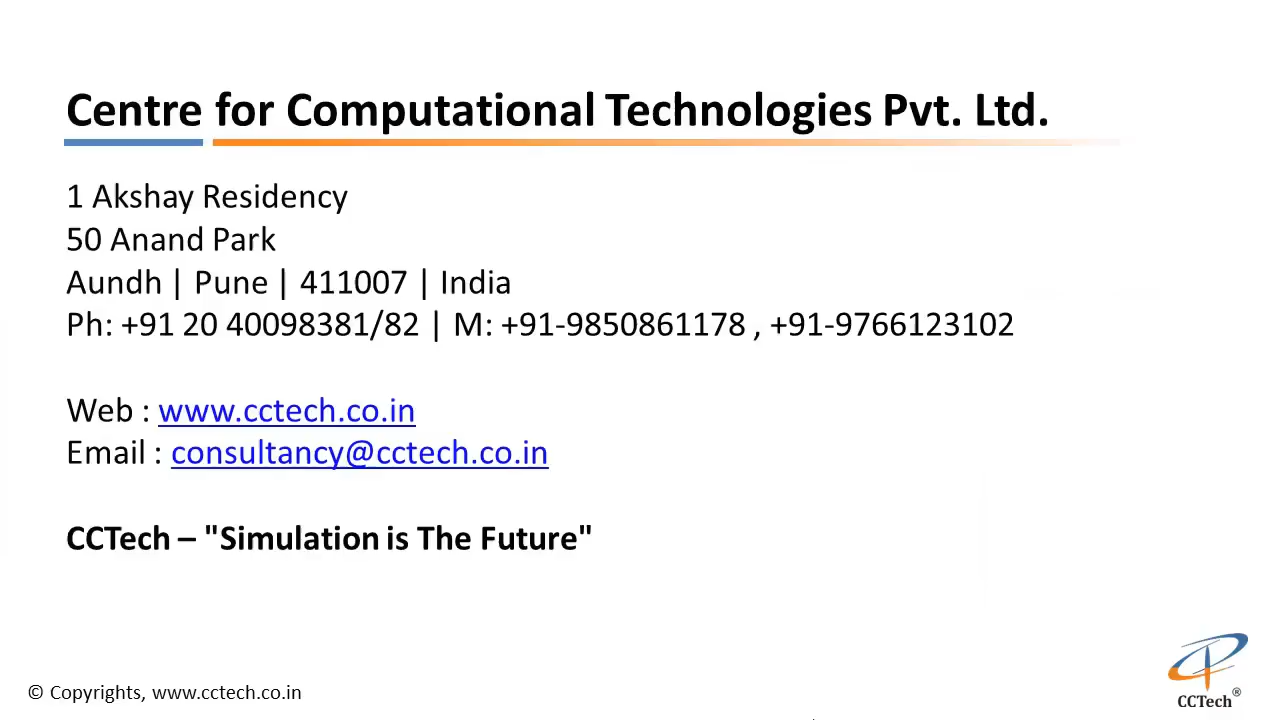 Centre for Computational Technologies Pvt. Ltd.
1 Akshay Residency
50 Anand Park
Aundh | Pune | 411007 | India
Ph: +91 20 40098381/82 | M: +91-9850861178 , +91-9766123102
Web : www.cctech.co.in
Email : consultancy@cctech.co.in
CCTech – "Simulation is The Future"
© Copyrights, www.cctech.co.in
CCTech®